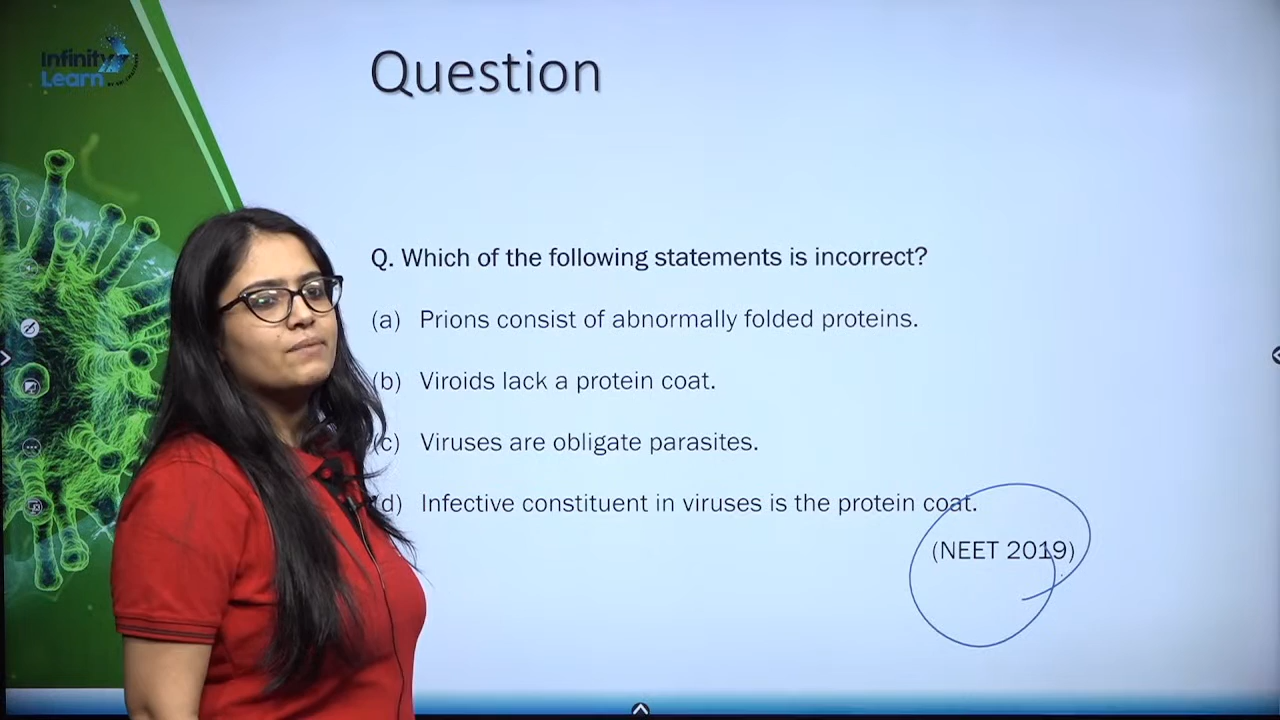 Infinity
Learn
Question
Q. Which of the following statements is incorrect?
(a) Prions consist of abnormally folded proteins.
(b) Viroids lack a protein coat.
(c) Viruses are obligate parasites.
(d) Infective constituent in viruses is the protein coat.
(NEET 2019)